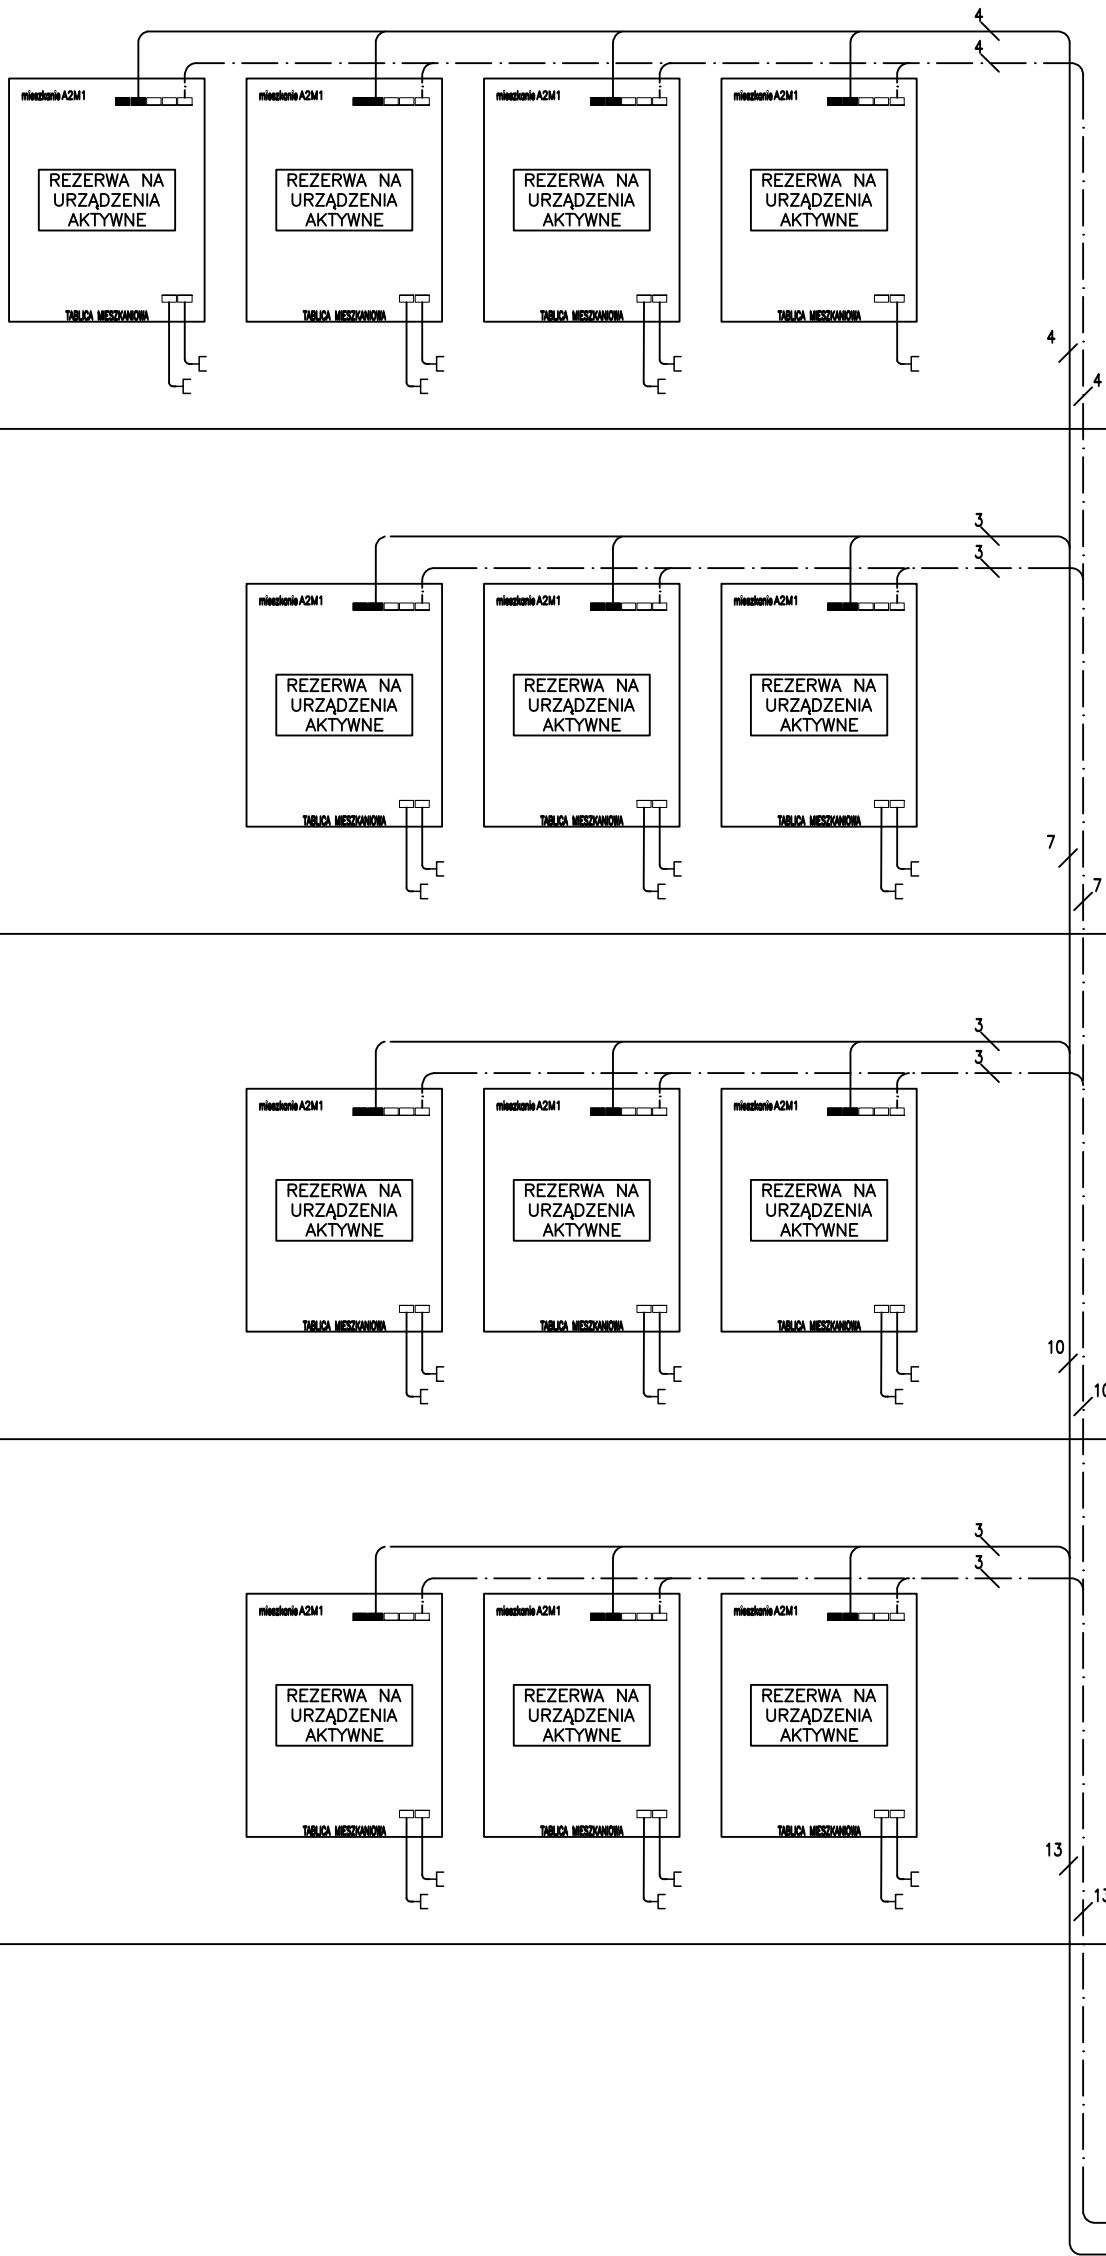 4
4
mieszkanie A2M1 mieszkanie A2M1 mieszkanie A2M1 mieszkanie A2M1
REZERWA NA REZERWA NA REZERWA NA REZERWA NA
URZĄDZENIA URZĄDZENIA URZĄDZENIA URZĄDZENIA
AKTYWNE AKTYWNE AKTYWNE AKTYWNE
TABLICA MIESZKANIOWA TABLICA MIESZKANIOWA TABLICA MIESZKANIOWA TABLICA MIESZKANIOWA
4
4
3
3
mieszkanie A2M1 mieszkanie A2M1 mieszkanie A2M1
REZERWA NA REZERWA NA REZERWA NA
URZĄDZENIA URZĄDZENIA URZĄDZENIA
AKTYWNE AKTYWNE AKTYWNE
TABLICA MIESZKANIOWA TABLICA MIESZKANIOWA TABLICA MIESZKANIOWA
7
7
3
3
mieszkanie A2M1 mieszkanie A2M1 mieszkanie A2M1
REZERWA NA REZERWA NA REZERWA NA
URZĄDZENIA URZĄDZENIA URZĄDZENIA
AKTYWNE AKTYWNE AKTYWNE
TABLICA MIESZKANIOWA TABLICA MIESZKANIOWA TABLICA MIESZKANIOWA
10
10
3
3
mieszkanie A2M1 mieszkanie A2M1 mieszkanie A2M1
REZERWA NA REZERWA NA REZERWA NA
URZĄDZENIA URZĄDZENIA URZĄDZENIA
AKTYWNE AKTYWNE AKTYWNE
TABLICA MIESZKANIOWA TABLICA MIESZKANIOWA TABLICA MIESZKANIOWA
13
13